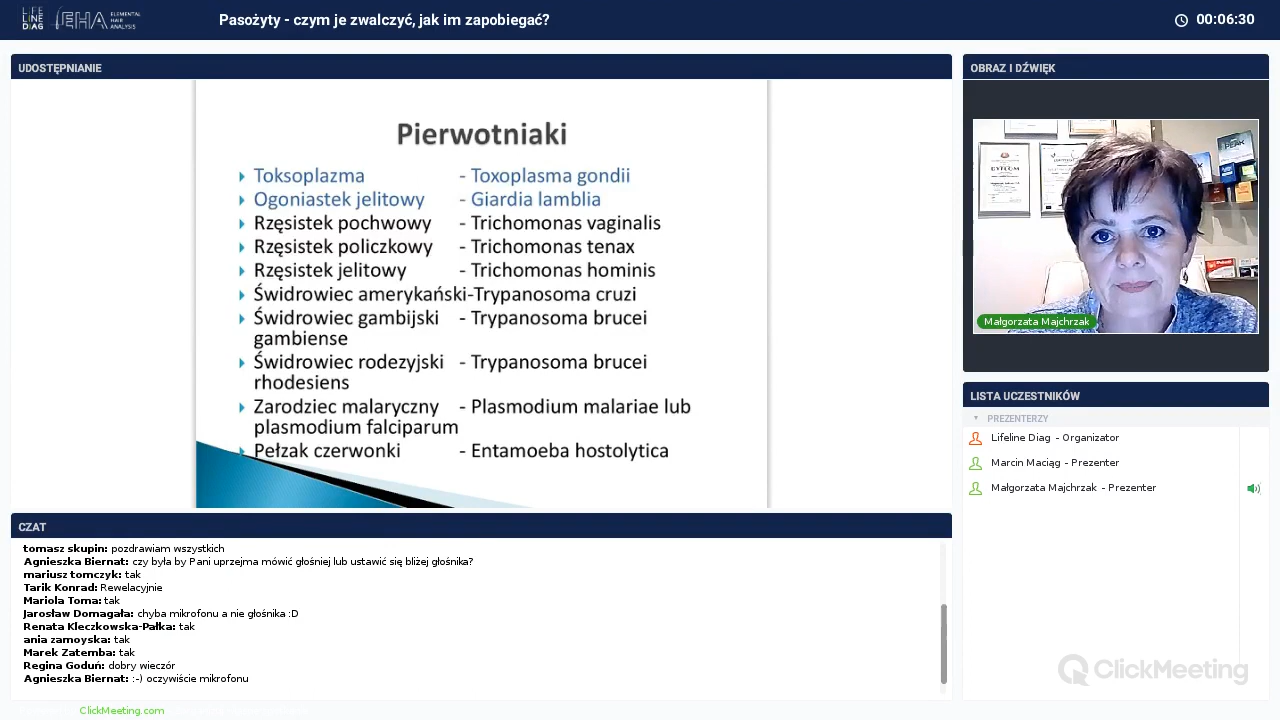 LIFE
LINE
DIAG
EHA ELEMENTAL
HAIR
ANALYSIS
Pasożyty - czym je zwalczyć, jak im zapobiegać?
00:06:30
UDOSTĘPNIANIE
Pierwotniaki
Toksoplazma - Toxoplasma gondii
Ogoniastek jelitowy - Giardia lamblia
Rzęsistek pochwowy - Trichomonas vaginalis
Rzęsistek policzkowy - Trichomonas tenax
Rzęsistek jelitowy - Trichomonas hominis
Świdrowiec amerykański-Trypanosoma cruzi
Świdrowiec gambijski - Trypanosoma brucei
gambiense
Świdrowiec rodezyjski - Trypanosoma brucei
rhodesiens
Zarodziec malaryczny - Plasmodium malariae lub
plasmodium falciparum
Pełzak czerwonki - Entamoeba hostolytica
CZAT
tomasz skupin: pozdrawiam wszystkich
Agnieszka Biernat: czy była by Pani uprzejma mówić głośniej lub ustawić się bliżej głośnika?
mariusz tomczyk: tak
Tarik Konrad: Rewelacyjnie
Mariola Toma: tak
Jarosław Domagała: chyba mikrofonu a nie głośnika :D
Renata Kleczkowska-Pałka: tak
ania zamoyska: tak
Marek Zatemba: tak
Regina Goduń: dobry wieczór
Agnieszka Biernat: :-) oczywiście mikrofonu
ClickMeeting.com
OBRAZ I DŹWIĘK
DYPLOM
PEAK
Małgorzata Majchrzak
LISTA UCZESTNIKÓW
PREZENTERZY
Lifeline Diag - Organizator
Marcin Maciąg - Prezenter
Małgorzata Majchrzak - Prezenter
ClickMeeting